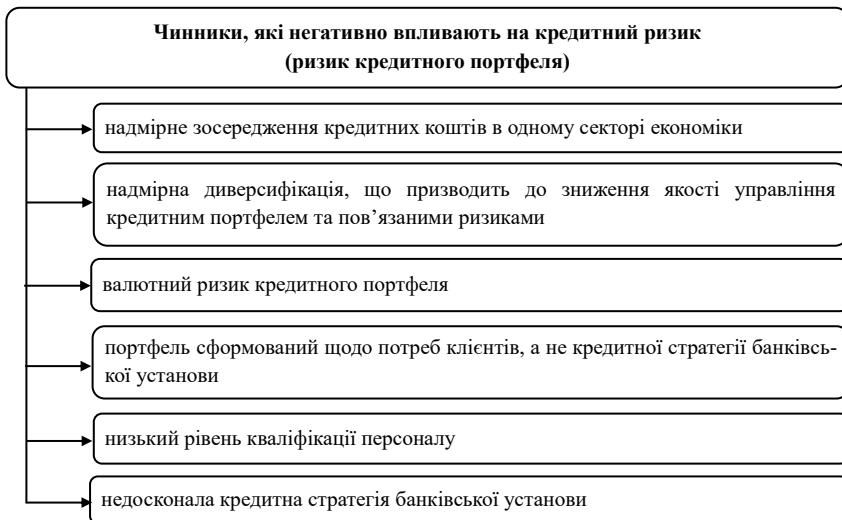 Чинники, які негативно впливають на кредитний ризик
(ризик кредитного портфеля)
надмірне зосередження кредитних коштів в одному секторі економіки
надмірна диверсифікація, що призводить до зниження якості управління
кредитним портфелем та пов’язаними ризиками
валютний ризик кредитного портфеля
портфель сформований щодо потреб клієнтів, а не кредитної стратегії банківсь-
кої установи
низький рівень кваліфікації персоналу
недосконала кредитна стратегія банківської установи